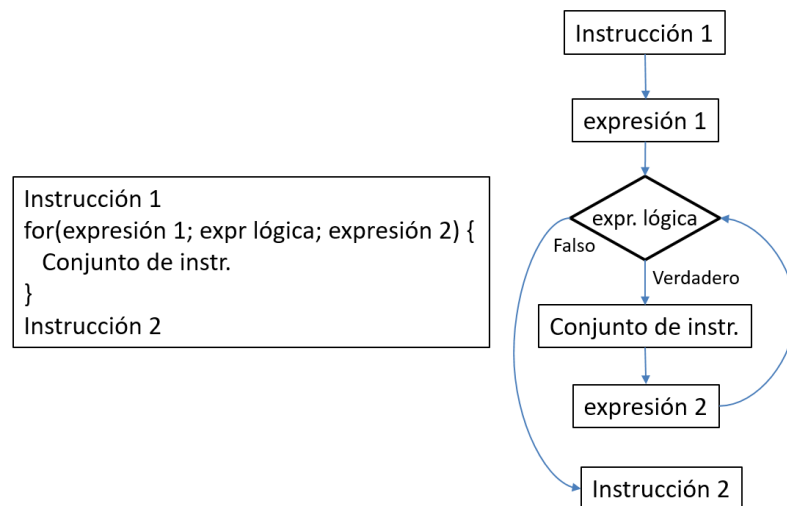 Instrucción 1
for(expresión 1; expr lógica; expresión 2) {
Conjunto de instr.
}
Instrucción 2
Instrucción 1
expresión 1
expr. lógica
Falso
Verdadero
Conjunto de instr.
expresión 2
Instrucción 2